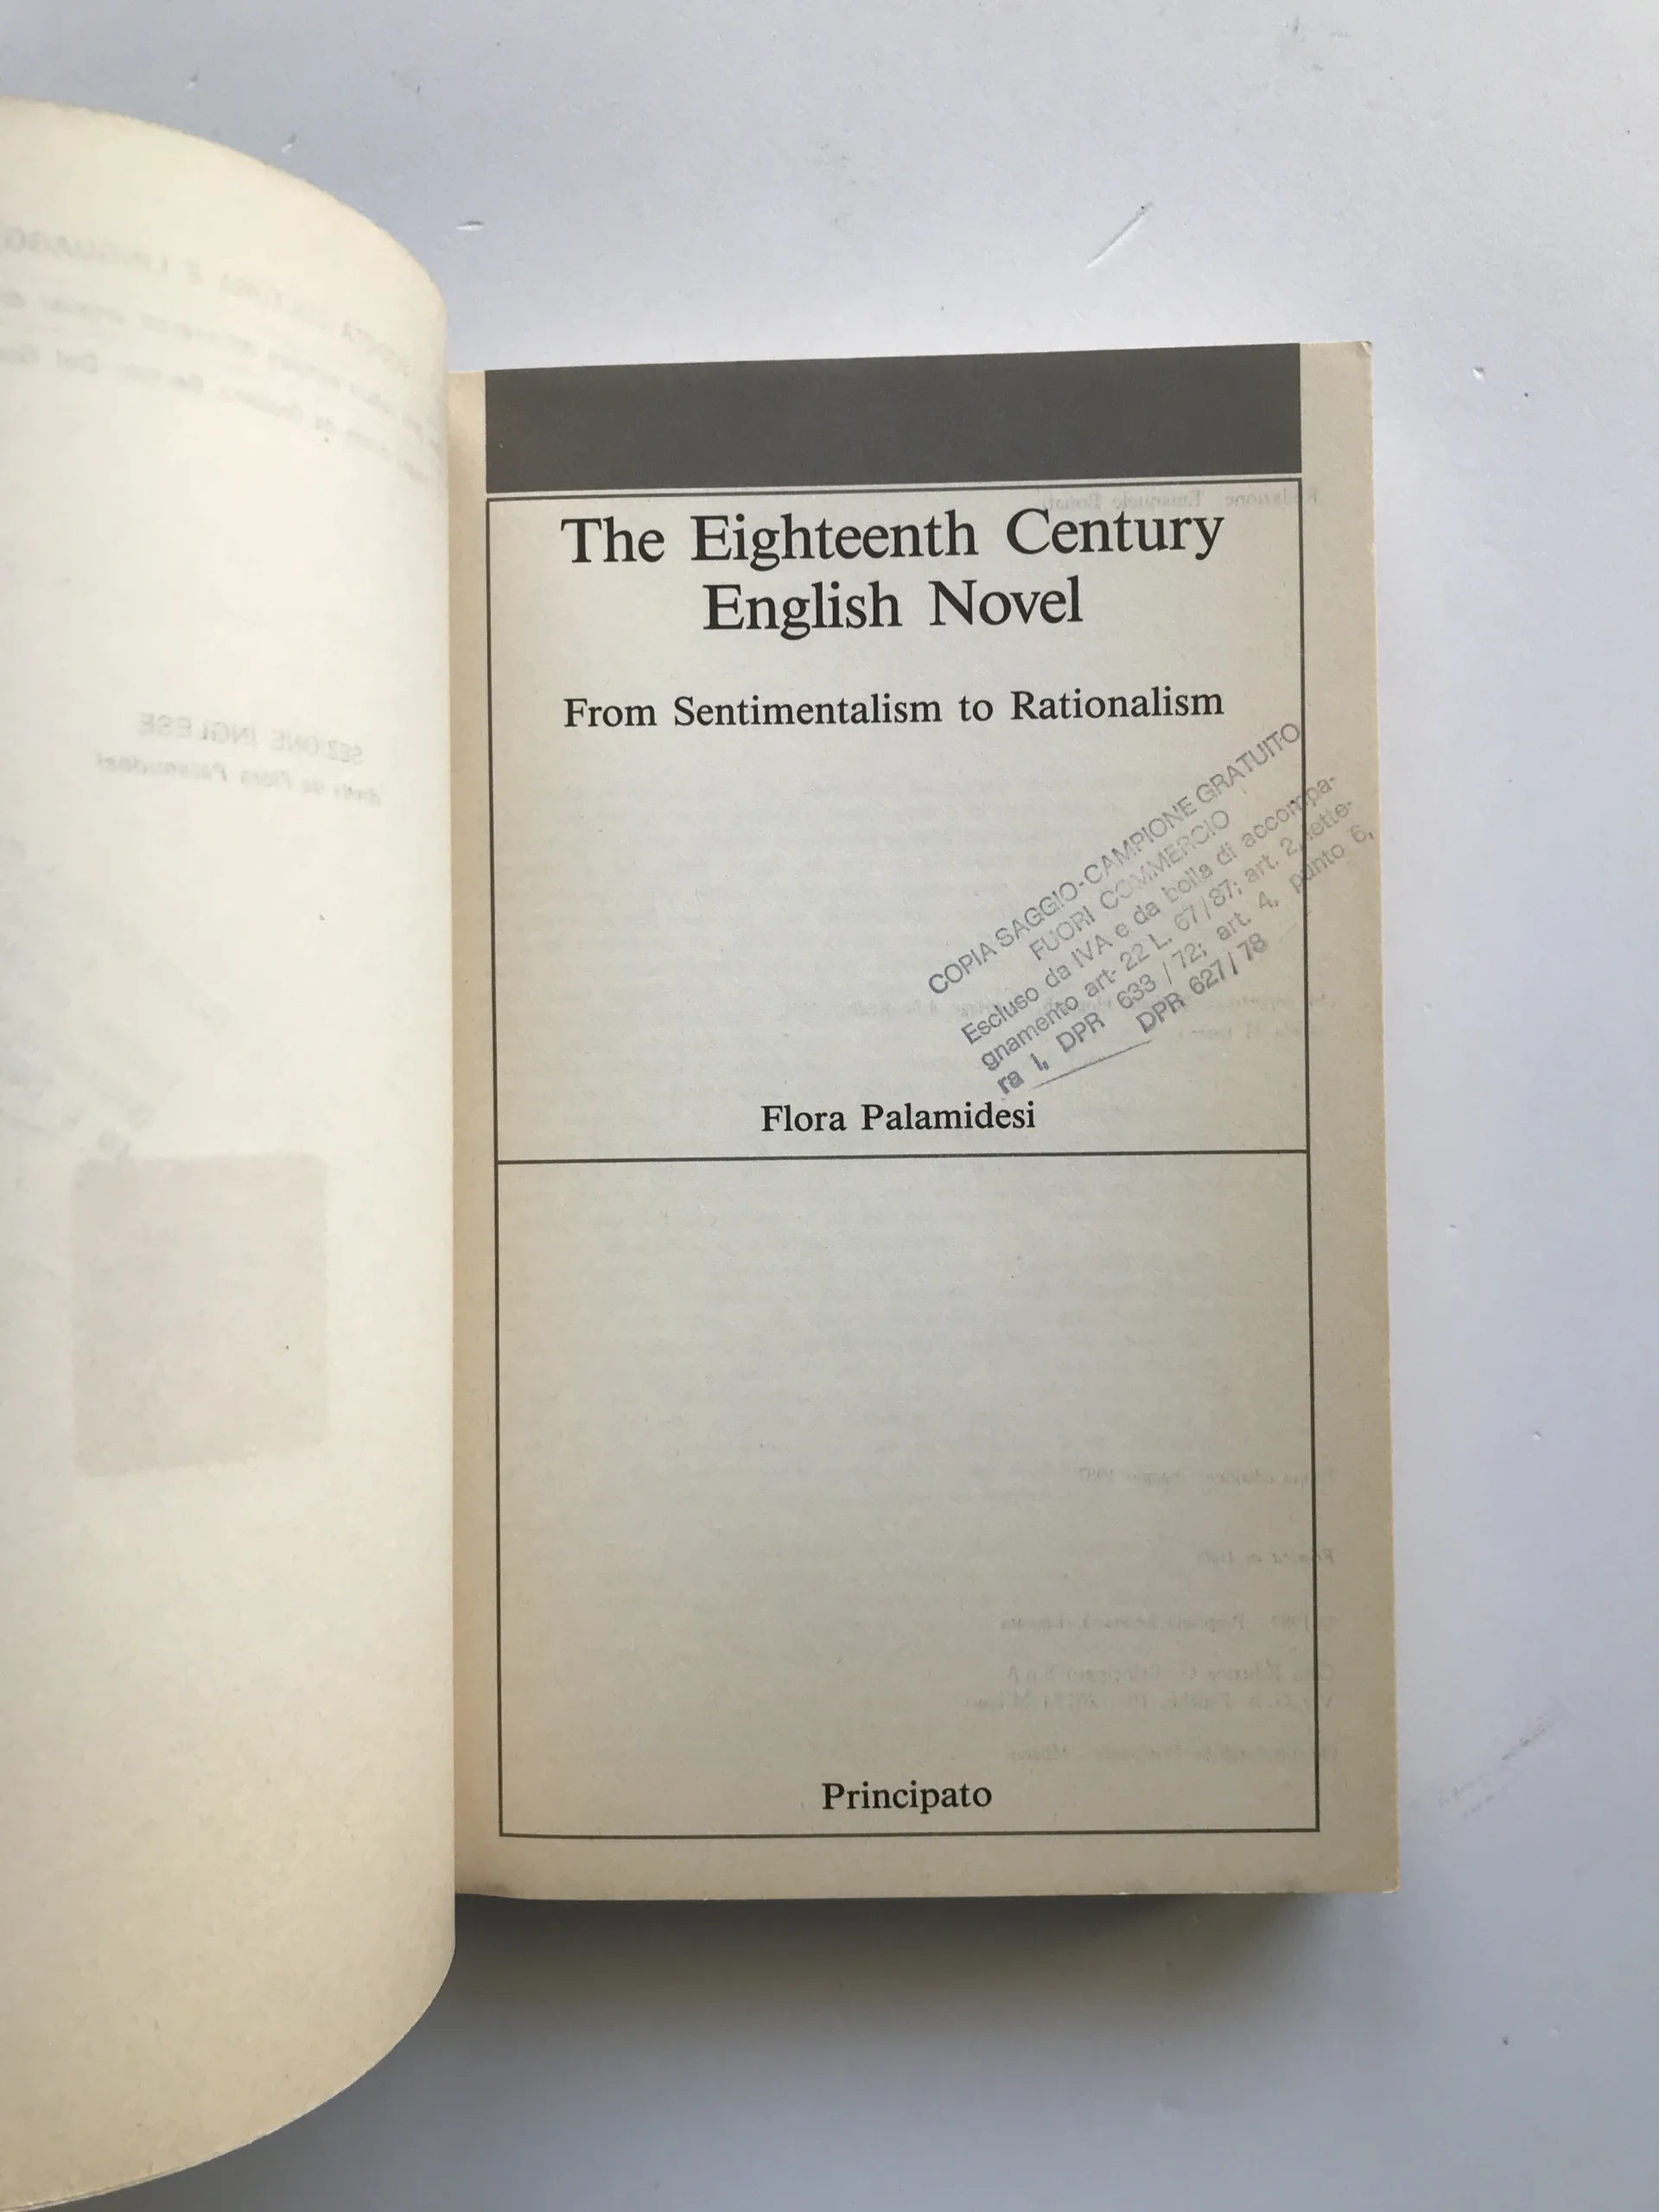 The Eighteenth Century
English Novel
From Sentimentalism to Rationalism
COPIA SAGGIO-CAMPIONE GRATUITO
FUORI COMMERCIO
Escluso da IVA e da bolla di accompa-
gnamento art- 22 L. 67/87; art. 2, lette-
ra l, DPR 633 / 72; art. 4, punto 6,
DPR 627/ 78
Flora Palamidesi
Principato
SEZIONE INGLESE